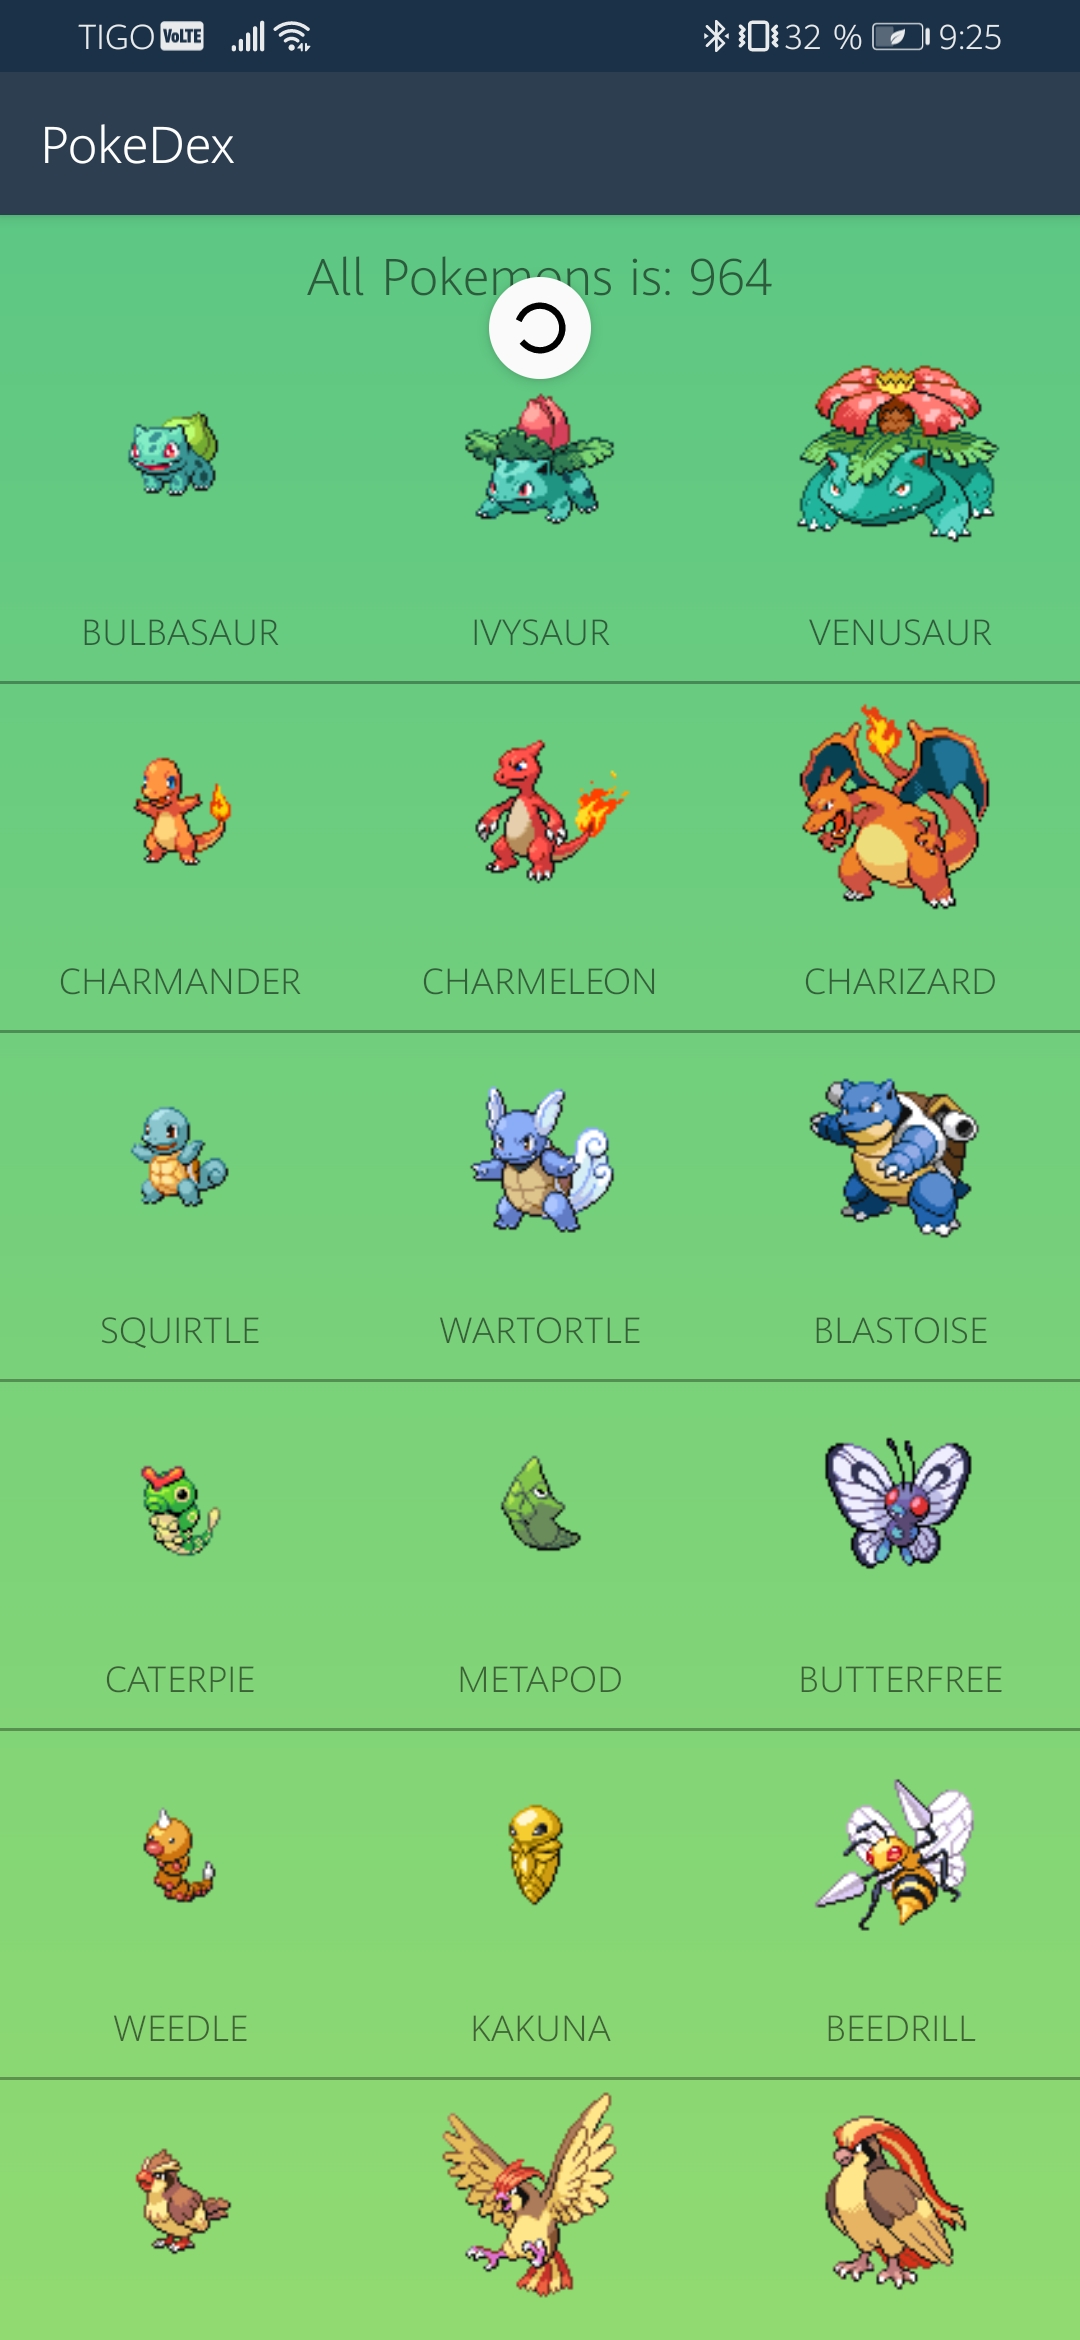 TIGO VoLTE 32 % 9:25
PokeDex
All Pokemons is: 964
BULBASAUR IVYSAUR VENUSAUR
CHARMANDER CHARMELEON CHARIZARD
SQUIRTLE WARTORTLE BLASTOISE
CATERPIE METAPOD BUTTERFREE
WEEDLE KAKUNA BEEDRILL